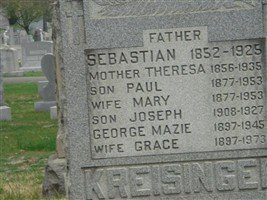 FATHER
SEBASTIAN 1852-1925
MOTHER THERESA 1856-1935
SON PAUL 1877-1953
WIFE MARY 1877-1953
SON JOSEPH 1908-1927
GEORGE MAZIE 1897-1945
WIFE GRACE 1897-1973
KREISINGER